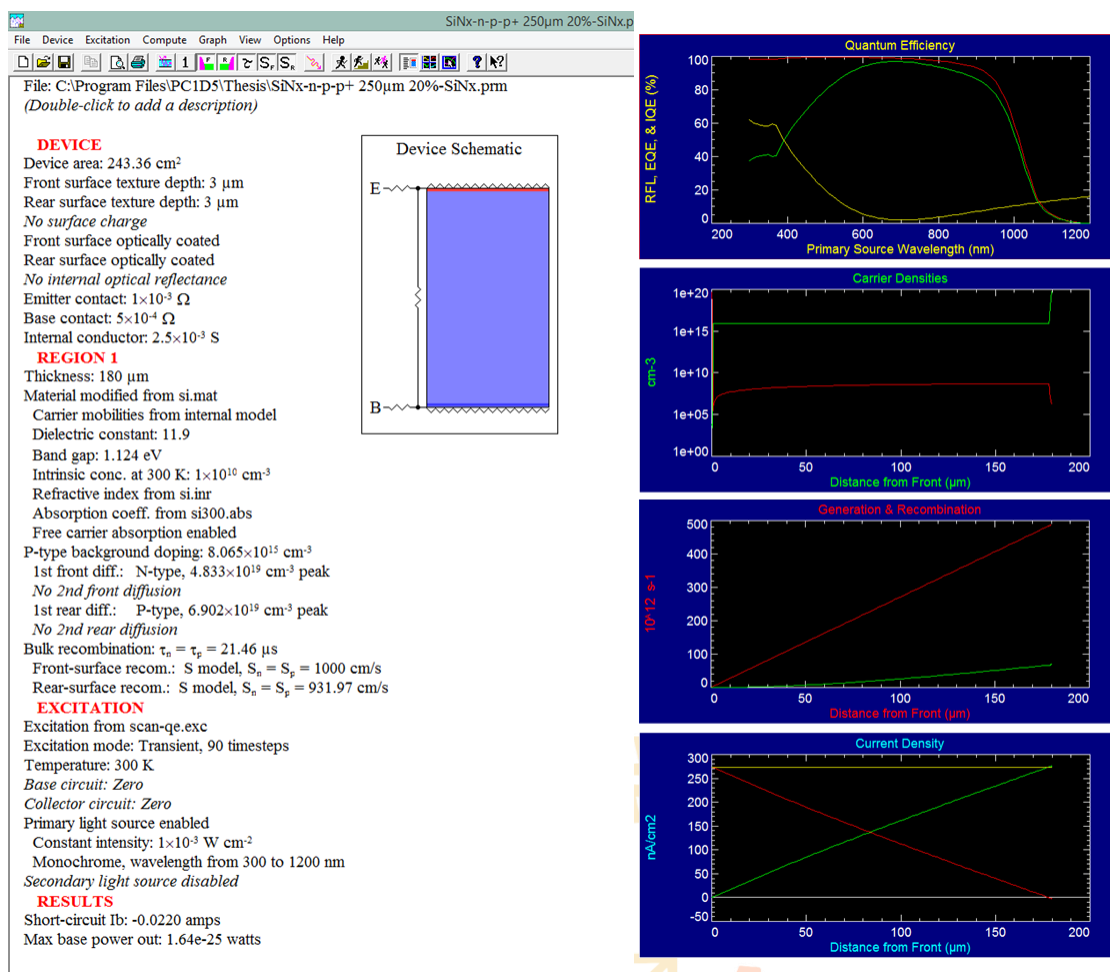 SiNx-n-p-p+ 250µm 20%-SiNx.p
File Device Excitation Compute Graph View Options Help
File: C:\Program Files\PC1D5\Thesis\SiNx-n-p-p+ 250µm 20%-SiNx.prm
(Double-click to add a description)
DEVICE
Device area: 243.36 cm²
Front surface texture depth: 3 µm
Rear surface texture depth: 3 µm
No surface charge
Front surface optically coated
Rear surface optically coated
No internal optical reflectance
Emitter contact: 1×10⁻³ Ω
Base contact: 5×10⁻⁴ Ω
Internal conductor: 2.5×10⁻³ S
REGION 1
Thickness: 180 µm
Material modified from si.mat
Carrier mobilities from internal model
Dielectric constant: 11.9
Band gap: 1.124 eV
Intrinsic conc. at 300 K: 1×10¹⁰ cm⁻³
Refractive index from si.inr
Absorption coeff. from si300.abs
Free carrier absorption enabled
P-type background doping: 8.065×10¹⁵ cm⁻³
1st front diff.: N-type, 4.833×10¹⁹ cm⁻³ peak
No 2nd front diffusion
1st rear diff.: P-type, 6.902×10¹⁹ cm⁻³ peak
No 2nd rear diffusion
Bulk recombination: τₙ = τₚ = 21.46 µs
Front-surface recom.: S model, Sₙ = Sₚ = 1000 cm/s
Rear-surface recom.: S model, Sₙ = Sₚ = 931.97 cm/s
EXCITATION
Excitation from scan-qe.exc
Excitation mode: Transient, 90 timesteps
Temperature: 300 K
Base circuit: Zero
Collector circuit: Zero
Primary light source enabled
Constant intensity: 1×10⁻³ W cm⁻²
Monochrome, wavelength from 300 to 1200 nm
Secondary light source disabled
RESULTS
Short-circuit Ib: -0.0220 amps
Max base power out: 1.64e-25 watts
Device Schematic
E
B
Quantum Efficiency
RFL, EQE, & IQE (%)
100
80
60
40
20
0
200 400 600 800 1000 1200
Primary Source Wavelength (nm)
Carrier Densities
cm-3
1e+20
1e+15
1e+10
1e+05
1e+00
0 50 100 150 200
Distance from Front (µm)
Generation & Recombination
10^12 s-1
500
400
300
200
100
0
0 50 100 150 200
Distance from Front (µm)
Current Density
nA/cm2
300
250
200
150
100
50
0
-50
0 50 100 150 200
Distance from Front (µm)